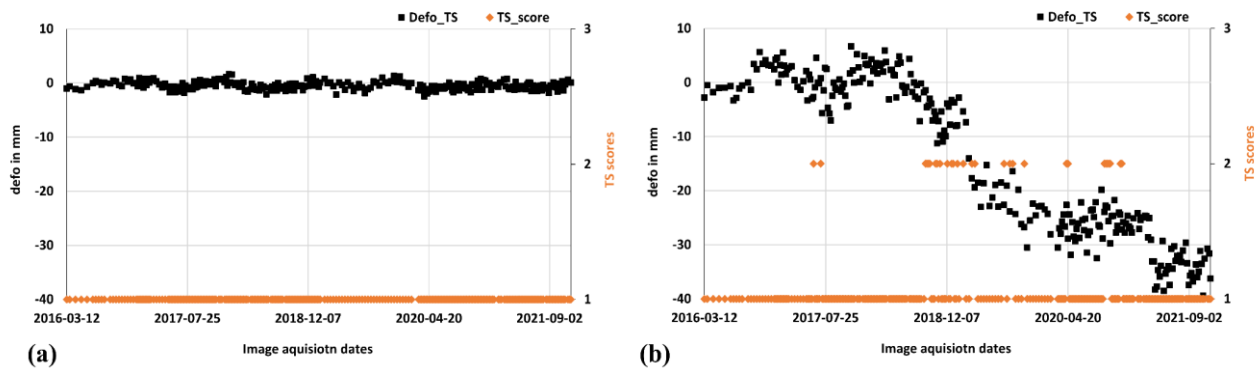 Defo_TS TS_score
10
0
-10
-20
-30
-40
defo in mm
3
2
1
TS scores
2016-03-12 2017-07-25 2018-12-07 2020-04-20 2021-09-02
Image aquisiotn dates
(a)
Defo_TS TS_score
10
0
-10
-20
-30
-40
defo in mm
3
2
1
TS scores
2016-03-12 2017-07-25 2018-12-07 2020-04-20 2021-09-02
Image aquisiotn dates
(b)